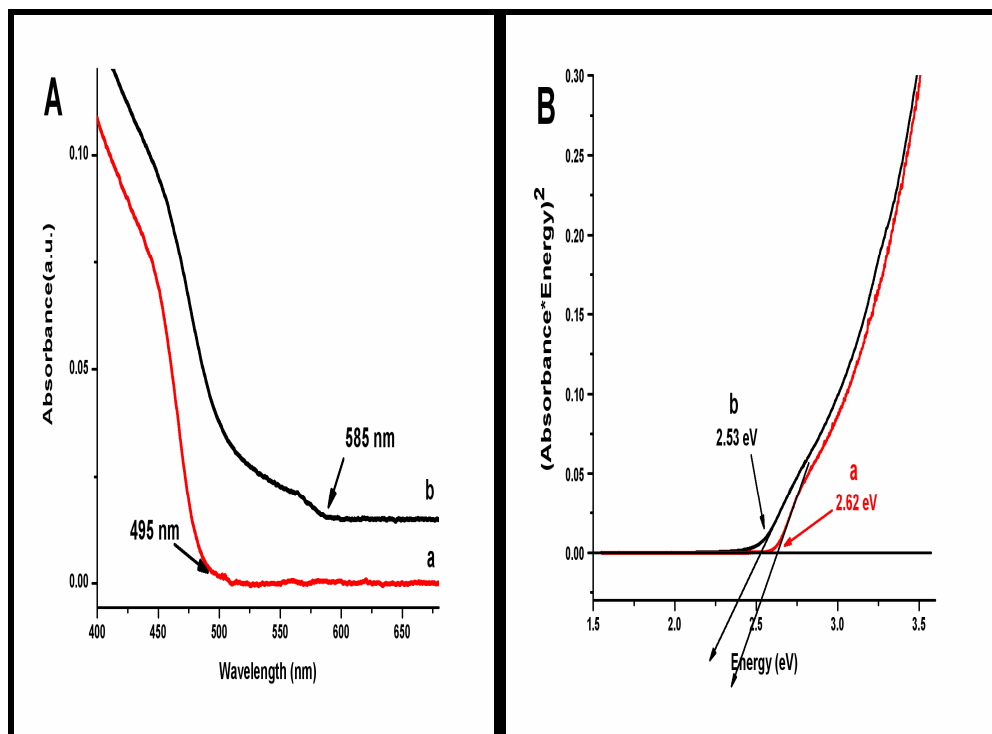 A
Absorbance(a.u.)
0.10
0.05
0.00
585 nm
b
495 nm
a
400 450 500 550 600 650
Wavelength (nm)
B
(Absorbance*Energy)2
0.30
0.25
0.20
0.15
0.10
0.05
0.00
b
2.53 eV
a
2.62 eV
1.5 2.0 2.5 3.0 3.5
Energy (eV)